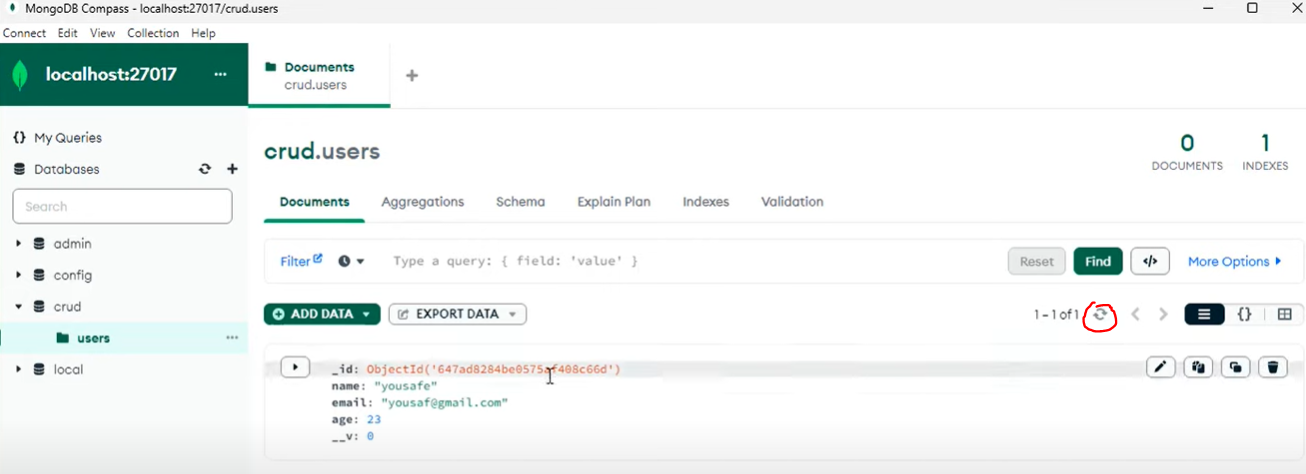 MongoDB Compass - localhost:27017/crud.users
Connect Edit View Collection Help
localhost:27017 ...
Documents
crud.users
+
{} My Queries
Databases
Search
admin
config
crud
users ...
local
crud.users
0
DOCUMENTS
1
INDEXES
Documents Aggregations Schema Explain Plan Indexes Validation
Filter Type a query: { field: 'value' } Reset Find </> More Options
ADD DATA EXPORT DATA 1 – 1 of 1 {}
_id: ObjectId('647ad8284be0575af408c66d')
name: "yousafe"
email: "yousaf@gmail.com"
age: 23
__v: 0